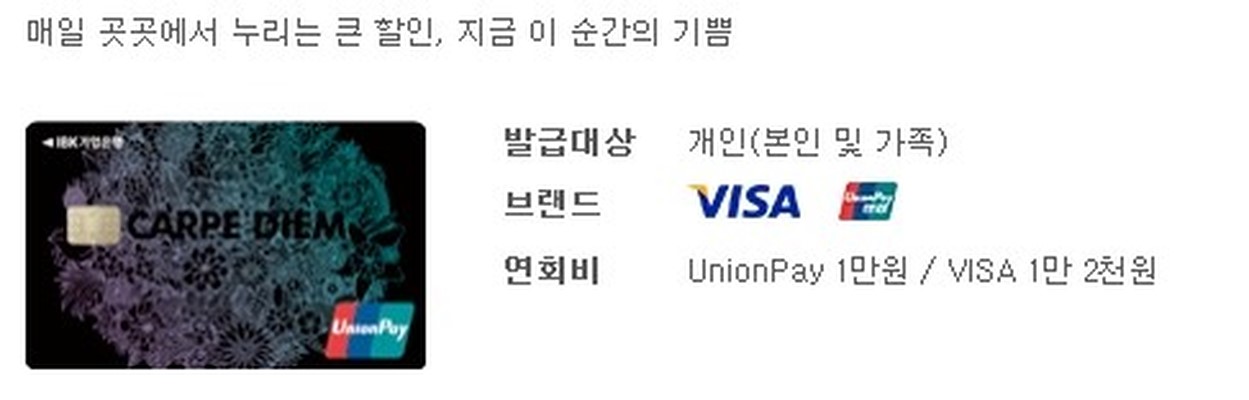 매일 곳곳에서 누리는 큰 할인, 지금 이 순간의 기쁨
◀IBK기업은행
CARPE DIEM
UnionPay
발급대상 개인(본인 및 가족)
브랜드 VISA UnionPay 银联
연회비 UnionPay 1만원 / VISA 1만 2천원